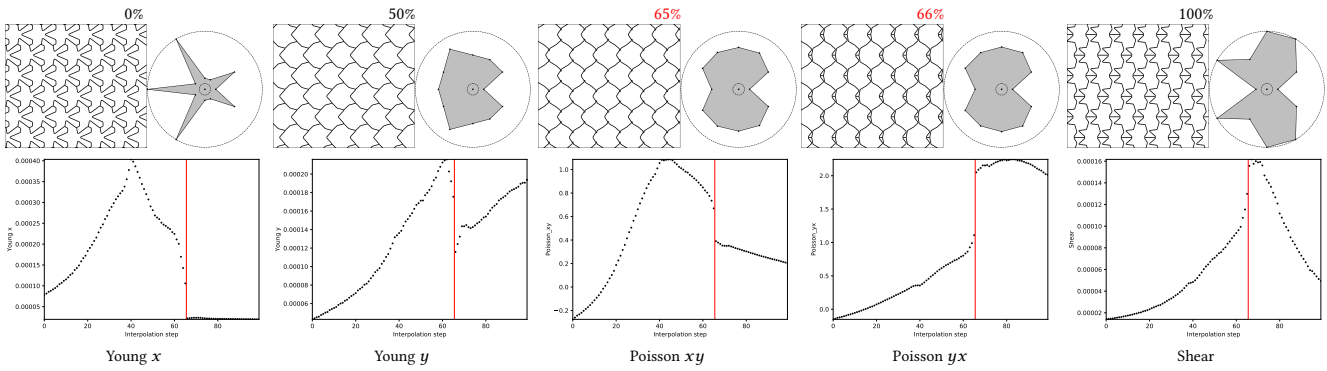 0% 50% 65% 66% 100%
0.00040
0.00035
0.00030
0.00025
0.00020
0.00015
0.00010
0.00005
Young x
0 20 40 60 80
Interpolation step
Young x
0.00020
0.00018
0.00016
0.00014
0.00012
0.00010
0.00008
0.00006
0.00004
Young y
0 20 40 60 80
Interpolation step
Young y
1.0
0.8
0.6
0.4
0.2
0.0
−0.2
Poisson_xy
0 20 40 60 80
Interpolation step
Poisson xy
2.0
1.5
1.0
0.5
0.0
Poisson_yx
0 20 40 60 80
Interpolation step
Poisson yx
0.00016
0.00014
0.00012
0.00010
0.00008
0.00006
0.00004
0.00002
Shear
0 20 40 60 80
Interpolation step
Shear